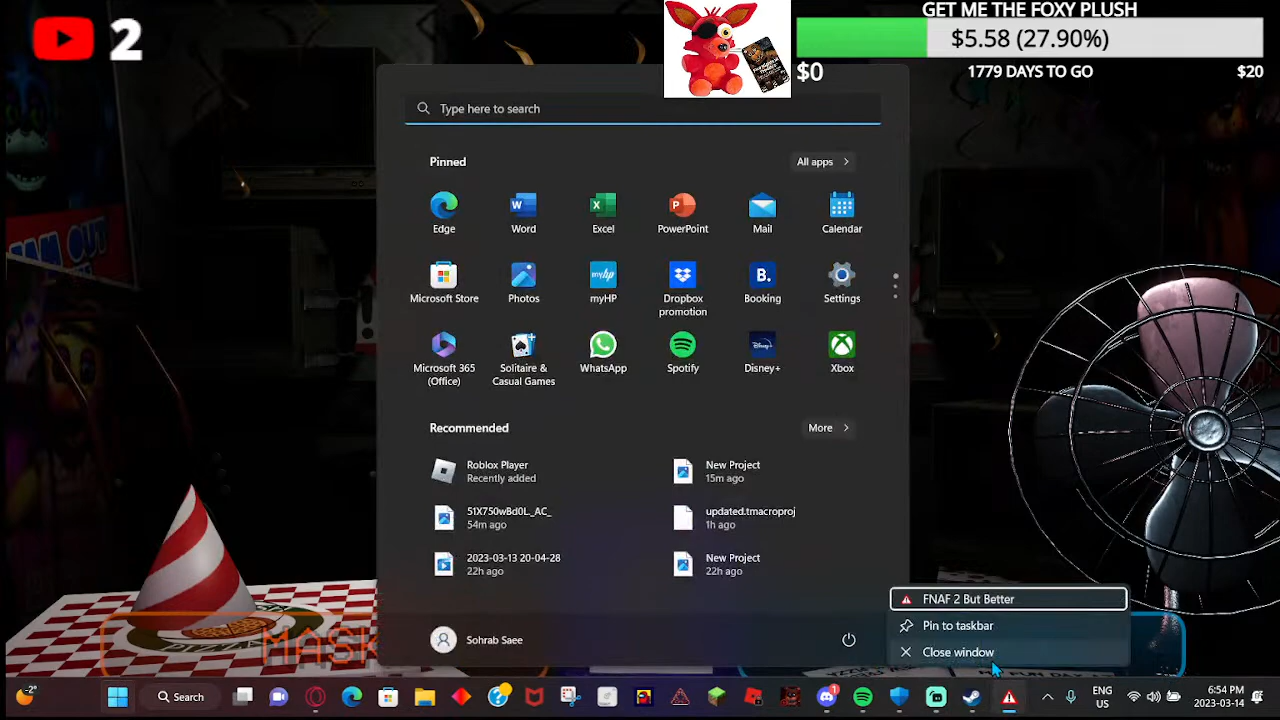 2
GET ME THE FOXY PLUSH
$5.58 (27.90%)
$0
1779 DAYS TO GO
$20
Type here to search
Pinned
All apps
Edge
Word
Excel
PowerPoint
Mail
Calendar
Microsoft Store
Photos
myHP
Dropbox
promotion
Booking
Settings
Microsoft 365
(Office)
Solitaire &
Casual Games
WhatsApp
Spotify
Disney+
Xbox
Recommended
More
Roblox Player
Recently added
New Project
15m ago
51X750wBd0L_AC_
54m ago
updated.tmacroproj
1h ago
2023-03-13 20-04-28
22h ago
New Project
22h ago
FNAF 2 But Better
Pin to taskbar
Close window
Sohrab Saee
MASK
-2°
Search
ENG
US
6:54 PM
2023-03-14